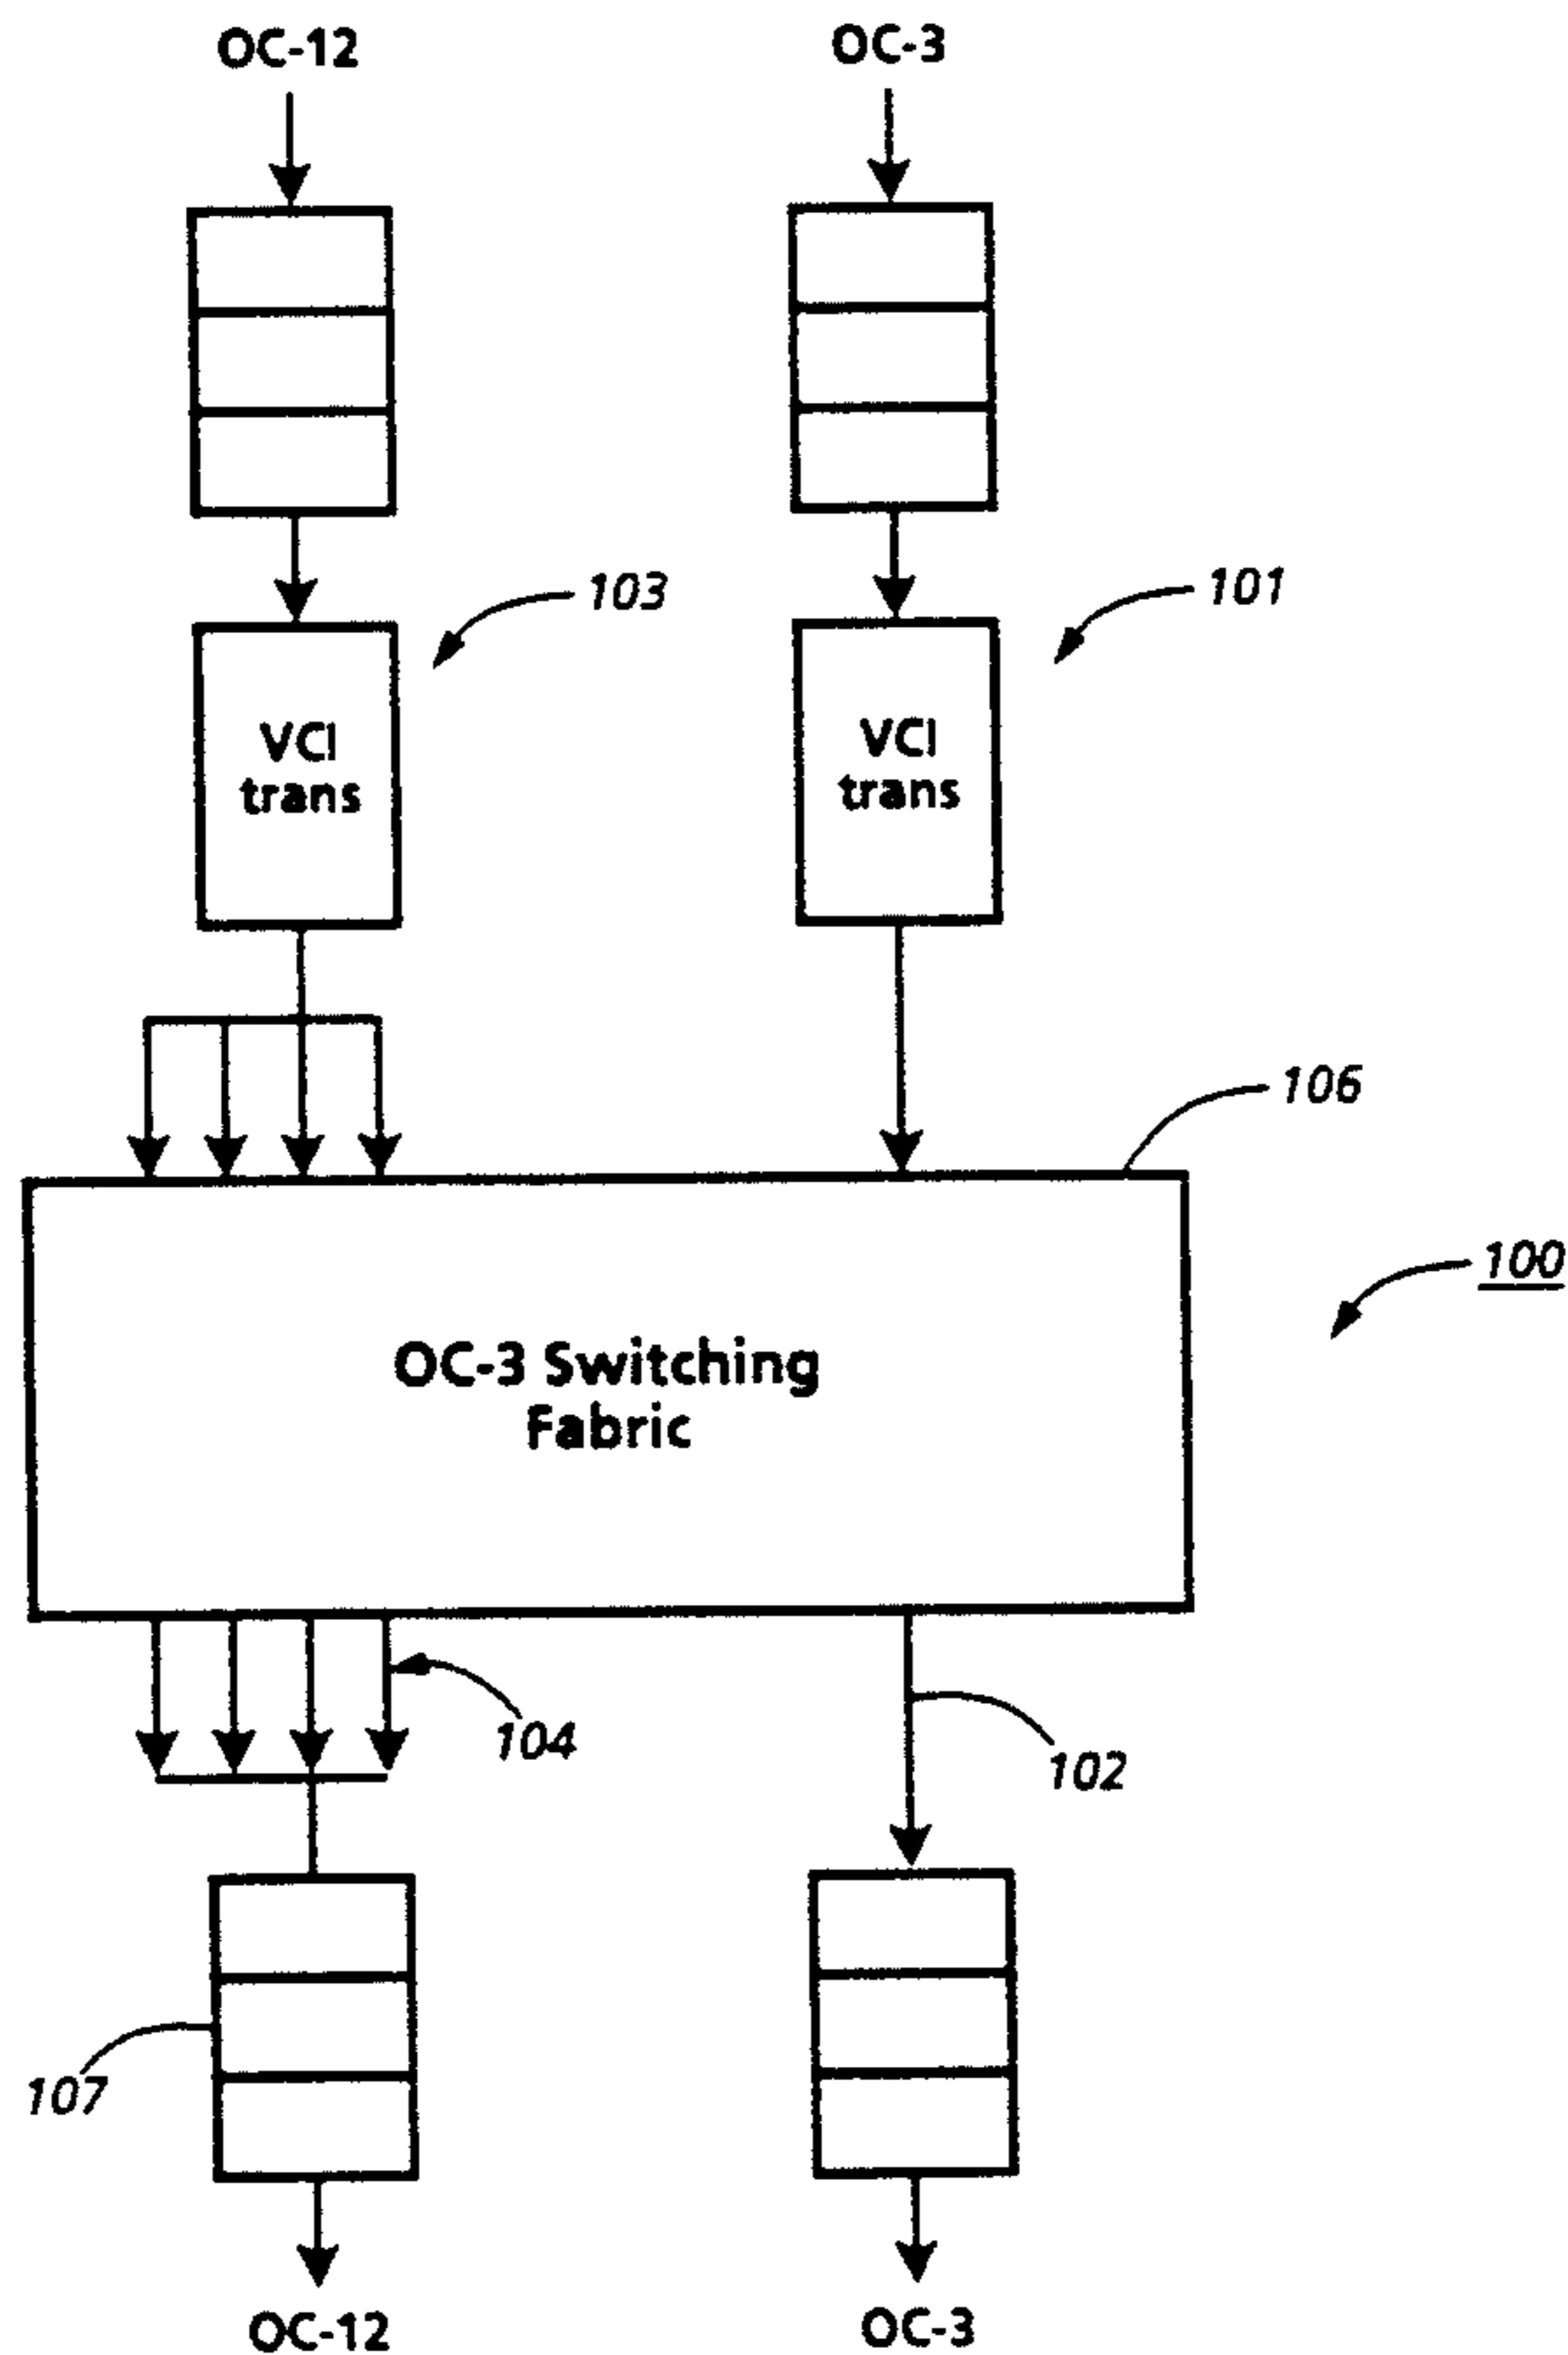 OC-12
OC-3
103
101
VCI
trans
VCI
trans
106
100
OC-3 Switching
Fabric
104
102
107
OC-12
OC-3